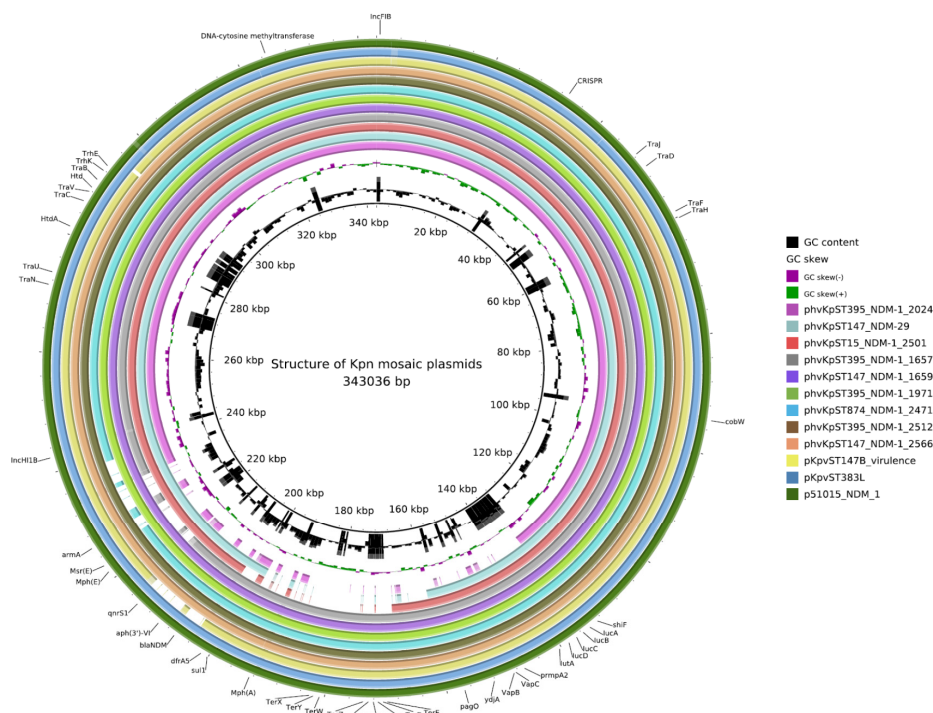 IncFIB
DNA-cytosine methyltransferase
CRISPR
TraJ
TraD
TraF
TraH
cobW
shiF
IucA
IucB
IucC
IucD
IutA
prmpA2
VapC
VapB
ydjA
pagO
TerE
TerW
TerY
TerX
Mph(A)
sul1
dfrA5
blaNDM'
aph(3')-VI
qnrS1
Mph(E)
Msr(E)
armA
IncHI1B
TraN
TraU
HtdA
TraC
TraV
Htd
TraB
TrhK
TrhE
340 kbp
20 kbp
40 kbp
60 kbp
80 kbp
100 kbp
120 kbp
140 kbp
160 kbp
180 kbp
200 kbp
220 kbp
240 kbp
260 kbp
280 kbp
300 kbp
320 kbp
Structure of Kpn mosaic plasmids
343036 bp
GC content
GC skew
GC skew(-)
GC skew(+)
phvKpST395_NDM-1_2024
phvKpST147_NDM-29
phvKpST15_NDM-1_2501
phvKpST395_NDM-1_1657
phvKpST147_NDM-1_1659
phvKpST395_NDM-1_1971
phvKpST874_NDM-1_2471
phvKpST395_NDM-1_2512
phvKpST147_NDM-1_2566
pKpvST147B_virulence
pKpvST383L
p51015_NDM_1